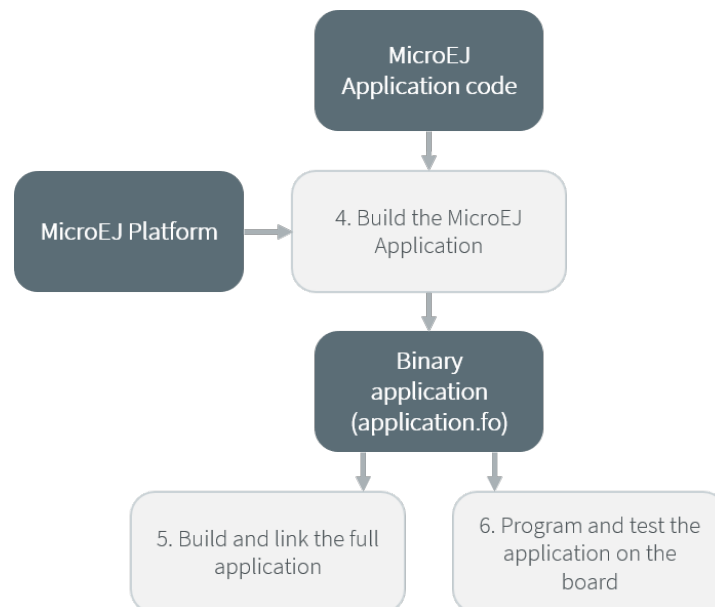 MicroEJ
Application code
MicroEJ Platform
4. Build the MicroEJ
Application
Binary
application
(application.fo)
5. Build and link the full
application
6. Program and test the
application on the
board